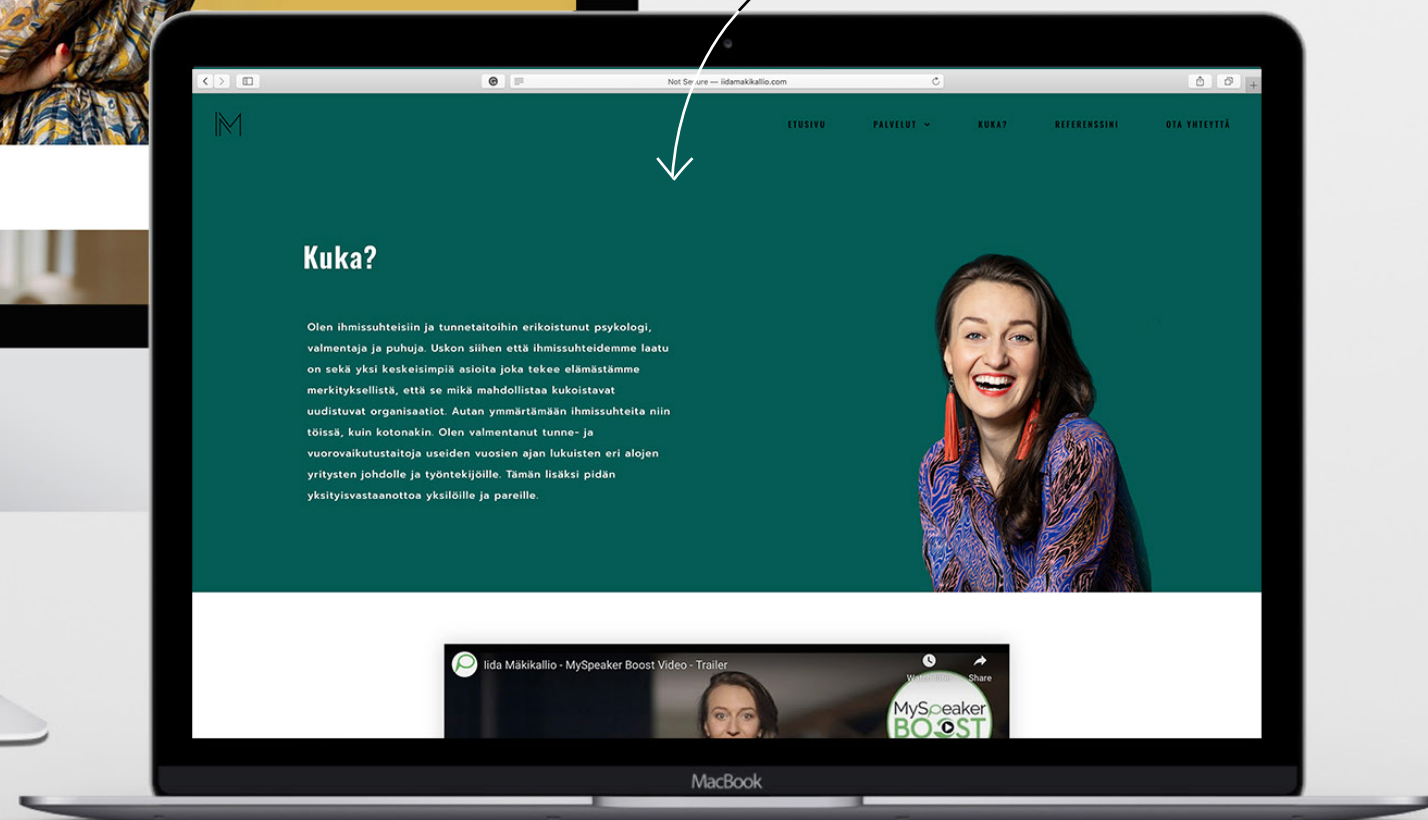 Not Secure — iidamakikallio.com
ETUSIVU PALVELUT KUKA? REFERENSSINI OTA YHTEYTTÄ
Kuka?
Olen ihmissuhteisiin ja tunnetaitoihin erikoistunut psykologi,
valmentaja ja puhuja. Uskon siihen että ihmissuhteidemme laatu
on sekä yksi keskeisimpiä asioita joka tekee elämästämme
merkityksellistä, että se mikä mahdollistaa kukoistavat
uudistuvat organisaatiot. Autan ymmärtämään ihmissuhteita niin
töissä, kuin kotonakin. Olen valmentanut tunne- ja
vuorovaikutustaitoja useiden vuosien ajan lukuisten eri alojen
yritysten johdolle ja työntekijöille. Tämän lisäksi pidän
yksityisvastaanottoa yksilöille ja pareille.
Iida Mäkikallio - MySpeaker Boost Video - Trailer
Share
MySpeaker
BOOST
MacBook